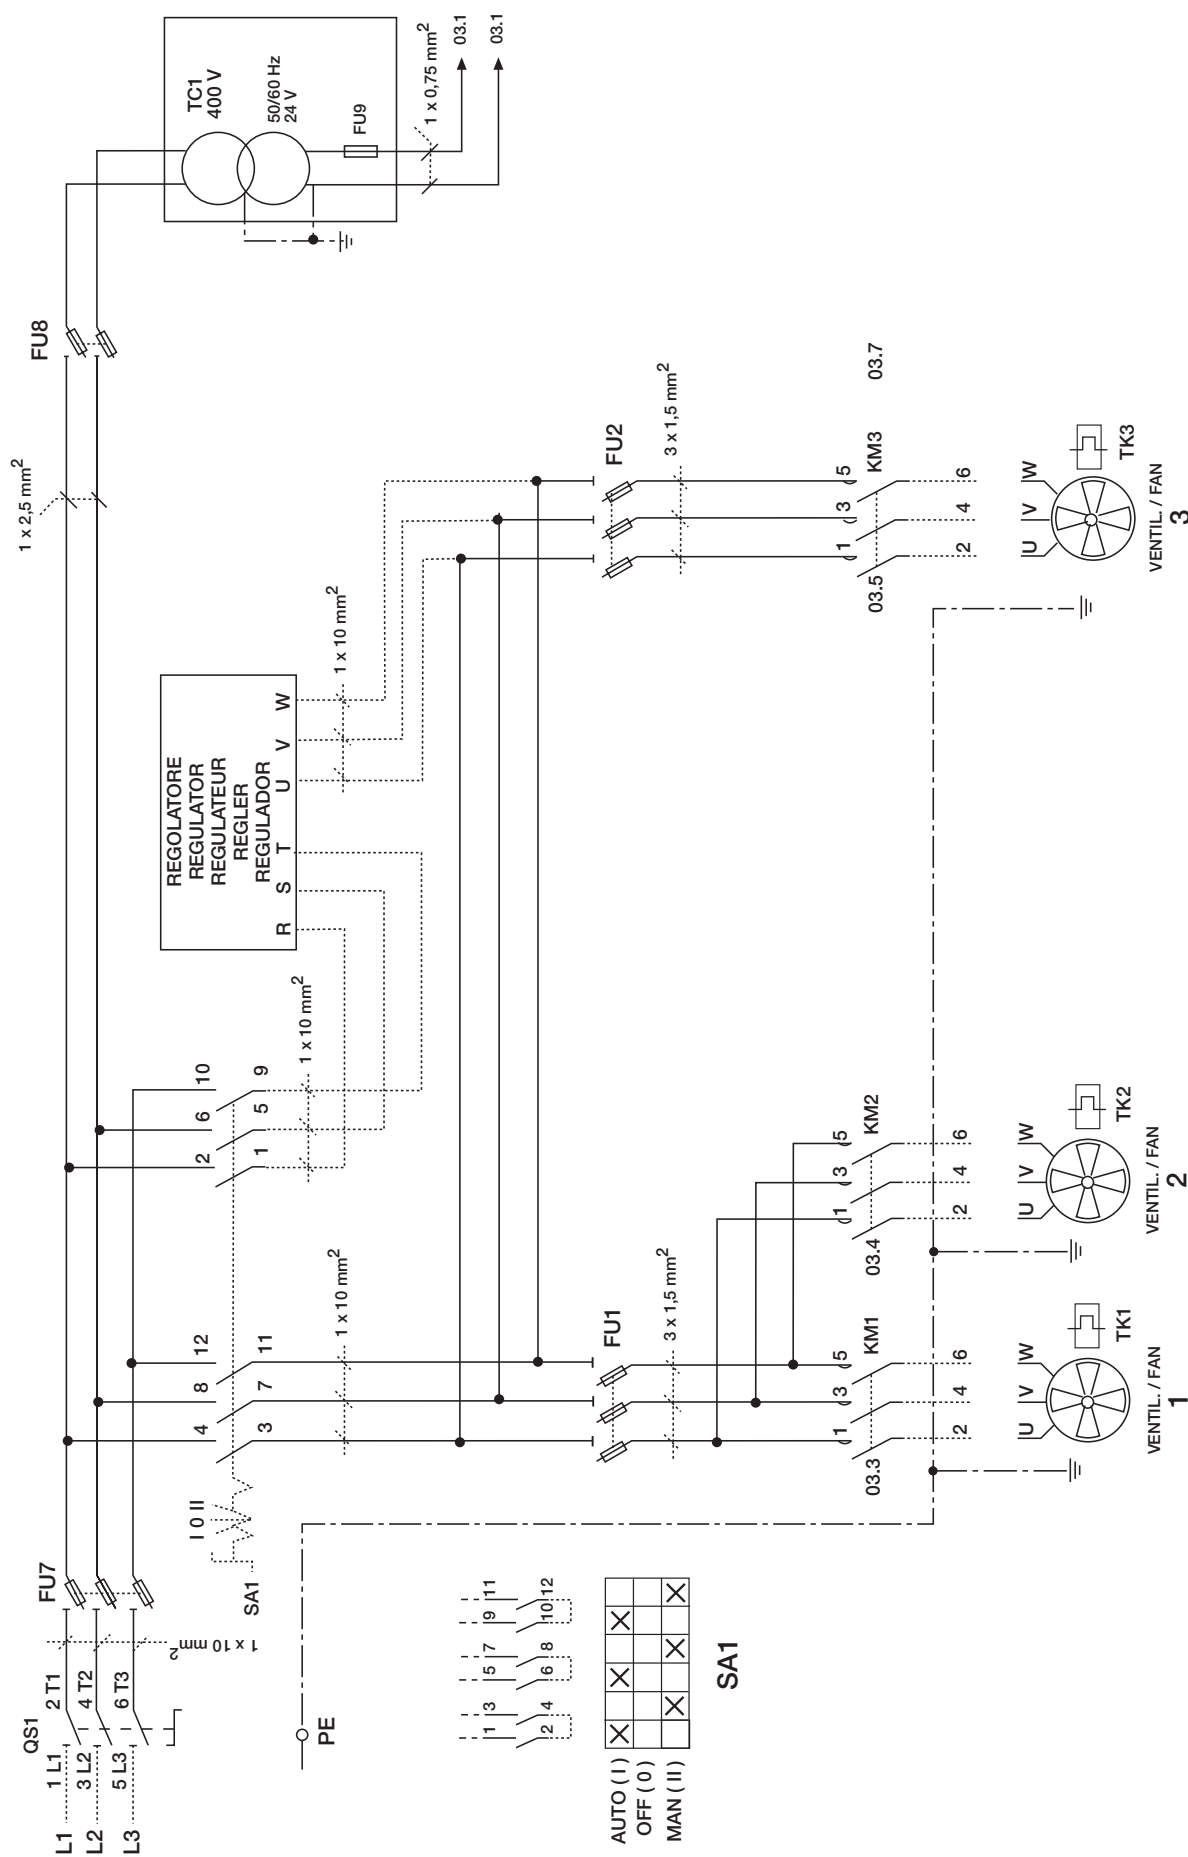 L1
L2
L3
1 L1
3 L2
5 L3
QS1
2 T1
4 T2
6 T3
1 x 10 mm²
FU7
SA1
I 0 II
4
8
12
3
7
11
1 x 10 mm²
2
6
10
1
5
9
1 x 10 mm²
REGOLATORE
REGULATOR
REGULATEUR
REGLER
REGULADOR
R S T U V W
1 x 10 mm²
1 x 2,5 mm²
FU8
TC1
400 V
50/60 Hz
24 V
FU9
1 x 0,75 mm²
03.1
03.1
PE
FU1
3 x 1,5 mm²
FU2
3 x 1,5 mm²
1 3 5
KM1
03.3
2 4 6
U V W
TK1
VENTIL. / FAN
1
1 3 5
KM2
03.4
2 4 6
U V W
TK2
VENTIL. / FAN
2
1 3 5
KM3
03.5
03.7
2 4 6
U V W
TK3
VENTIL. / FAN
3
1 3 5 7 9 11
2 4 6 8 10 12
AUTO ( I )
OFF ( 0 )
MAN ( II )
SA1